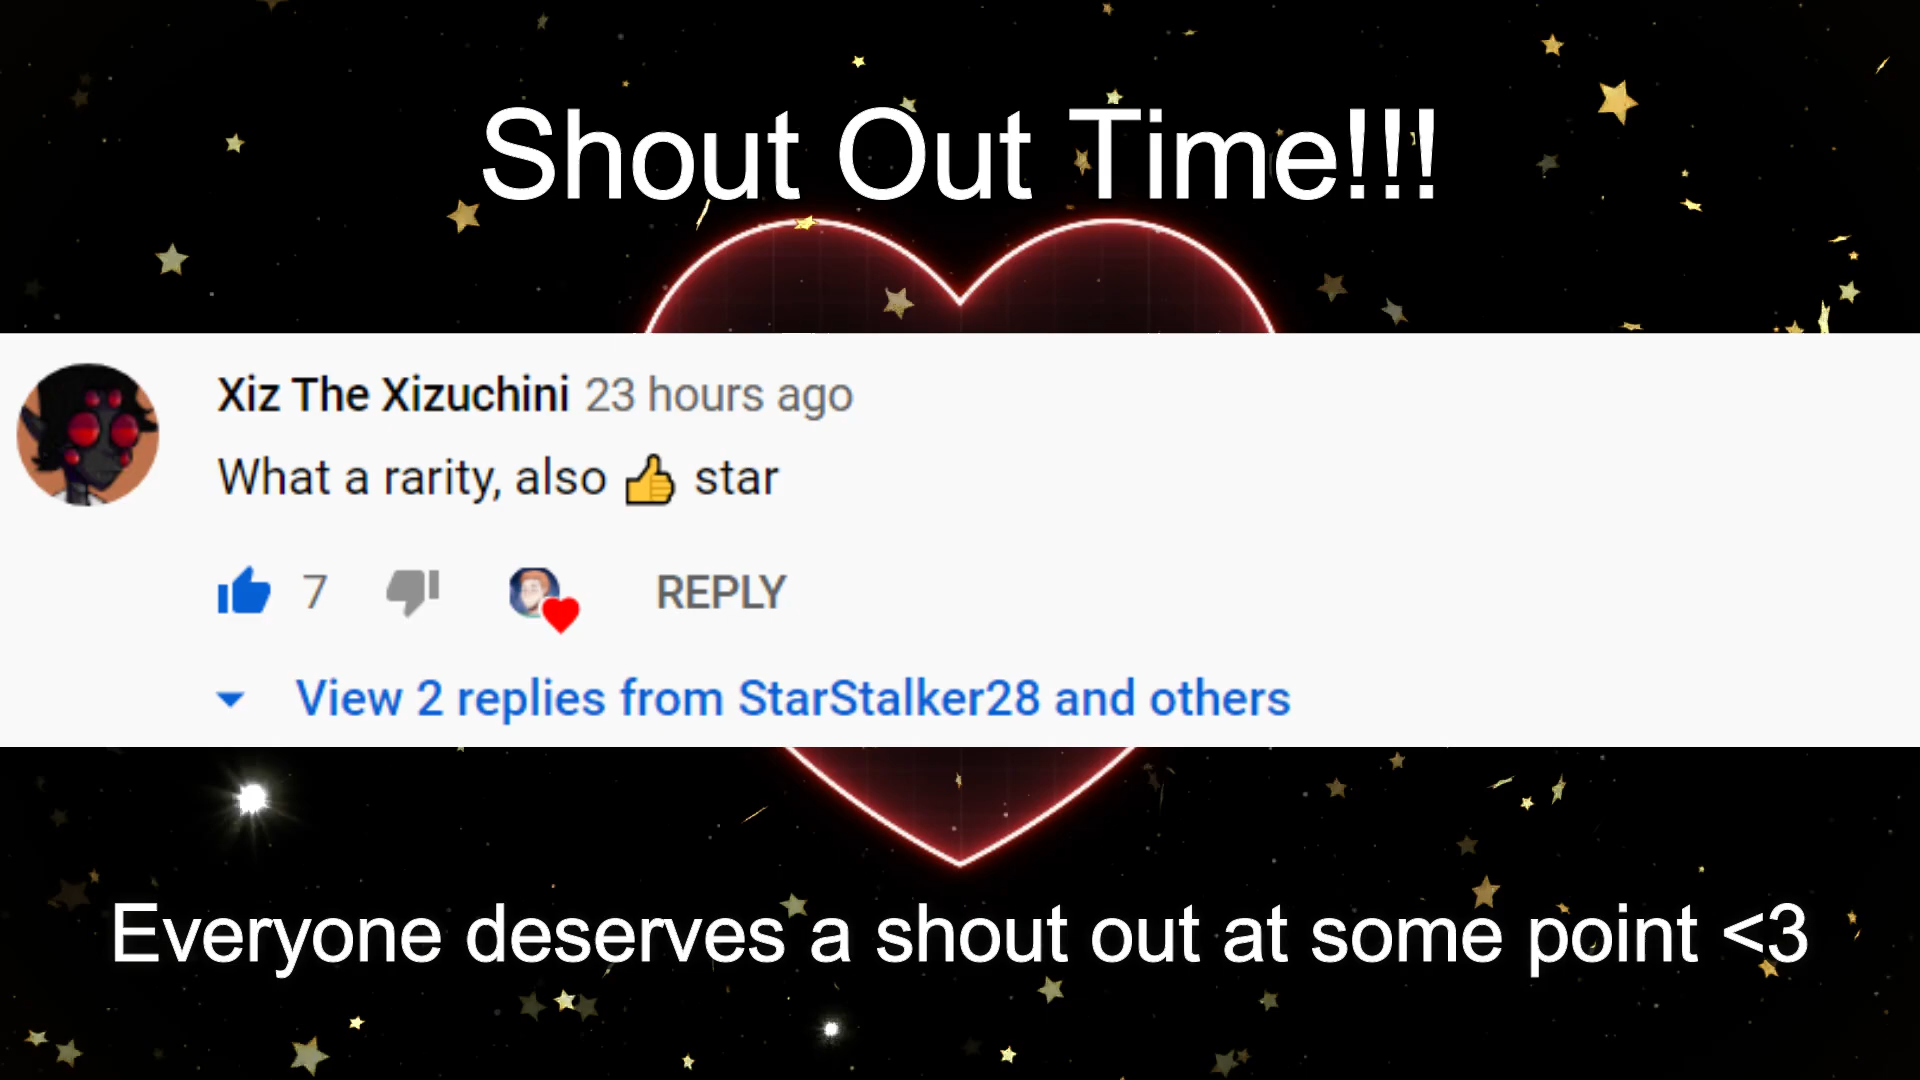 Shout Out Time!!!
Xiz The Xizuchini 23 hours ago
What a rarity, also 👍 star
7 REPLY
View 2 replies from StarStalker28 and others
Everyone deserves a shout out at some point <3